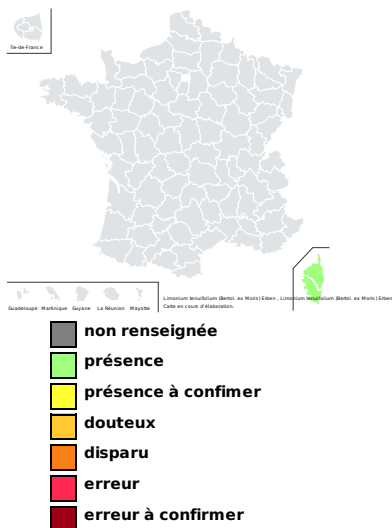 Île-de-France
Guadeloupe Martinique Guyane La Réunion Mayotte
Limonium tenuifolium (Bertol. ex Moris) Erben , Limonium tenuifolium (Bertol. ex Moris) Erben
Carte en cours d'élaboration.
non renseignée
présence
présence à confimer
douteux
disparu
erreur
erreur à confirmer